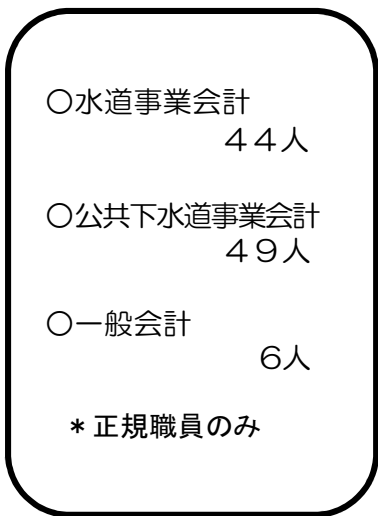 ○水道事業会計
４４人
○公共下水道事業会計
４９人
○一般会計
６人
＊正規職員のみ